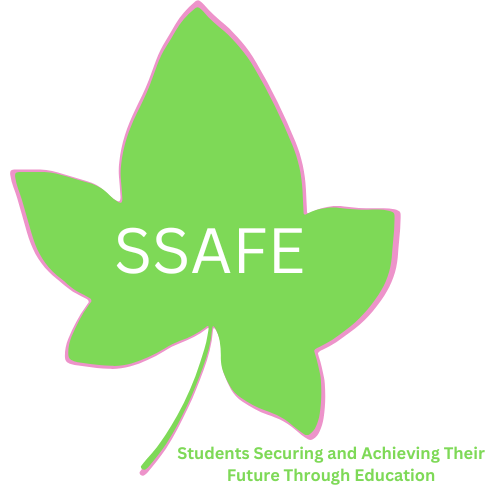 SSAFE
Students Securing and Achieving Their
Future Through Education